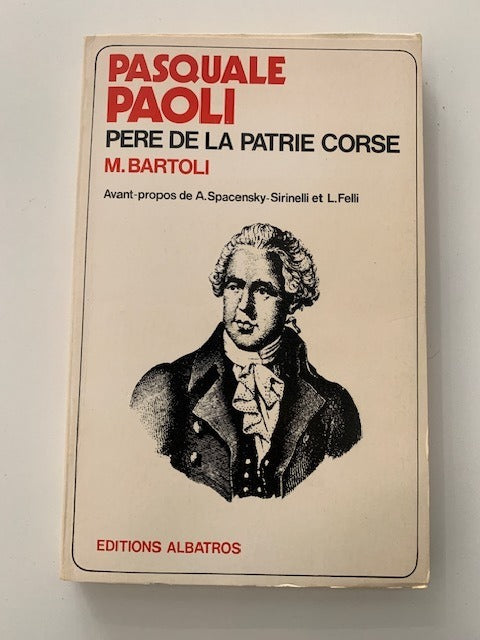 PASQUALE
PAOLI
PERE DE LA PATRIE CORSE
M. BARTOLI
Avant-propos de A. Spacensky-Sirinelli et L. Felli
EDITIONS ALBATROS